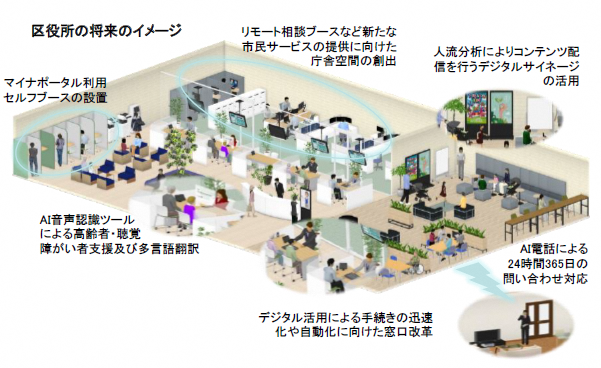 区役所の将来のイメージ
リモート相談ブースなど新たな
市民サービスの提供に向けた
庁舎空間の創出
人流分析によりコンテンツ配
信を行うデジタルサイネージ
の活用
マイナポータル利用
セルフブースの設置
AI音声認識ツール
による高齢者・聴覚
障がい者支援及び多言語翻訳
AI電話による
24時間365日の
問い合わせ対応
デジタル活用による手続きの迅速
化や自動化に向けた窓口改革